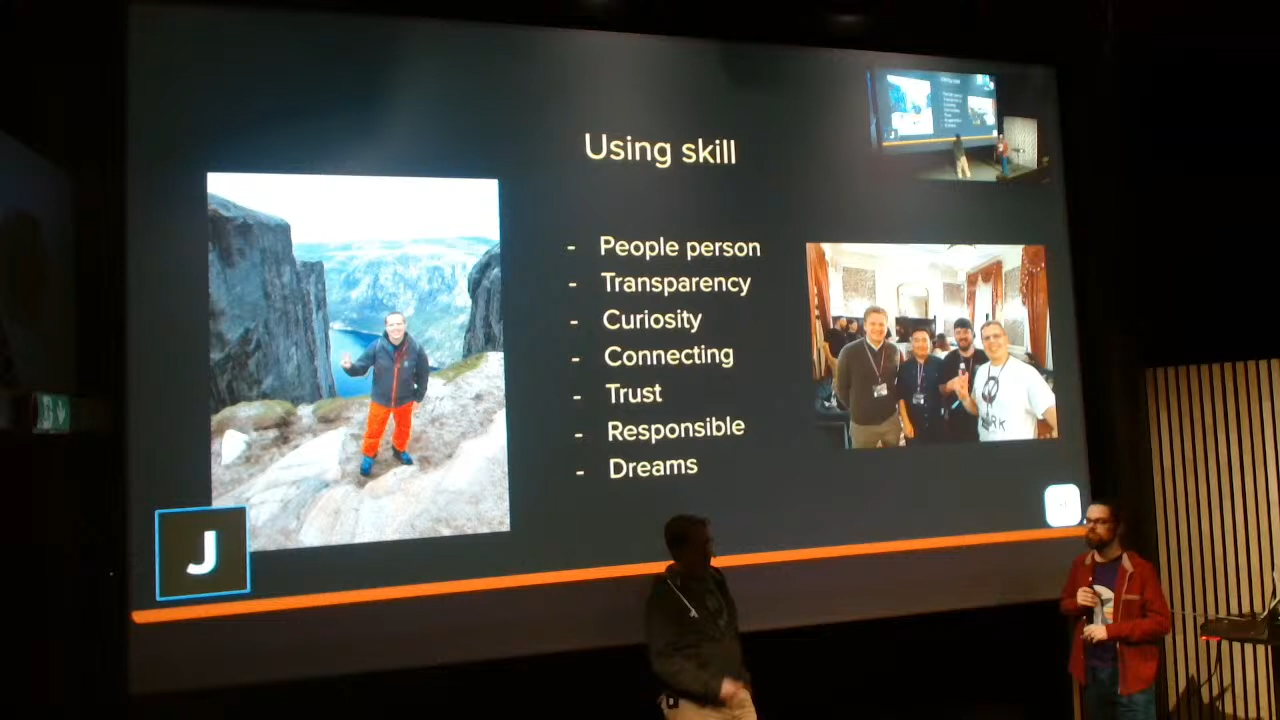 Using skill
- People person
- Transparency
- Curiosity
- Connecting
- Trust
- Responsible
- Dreams
J